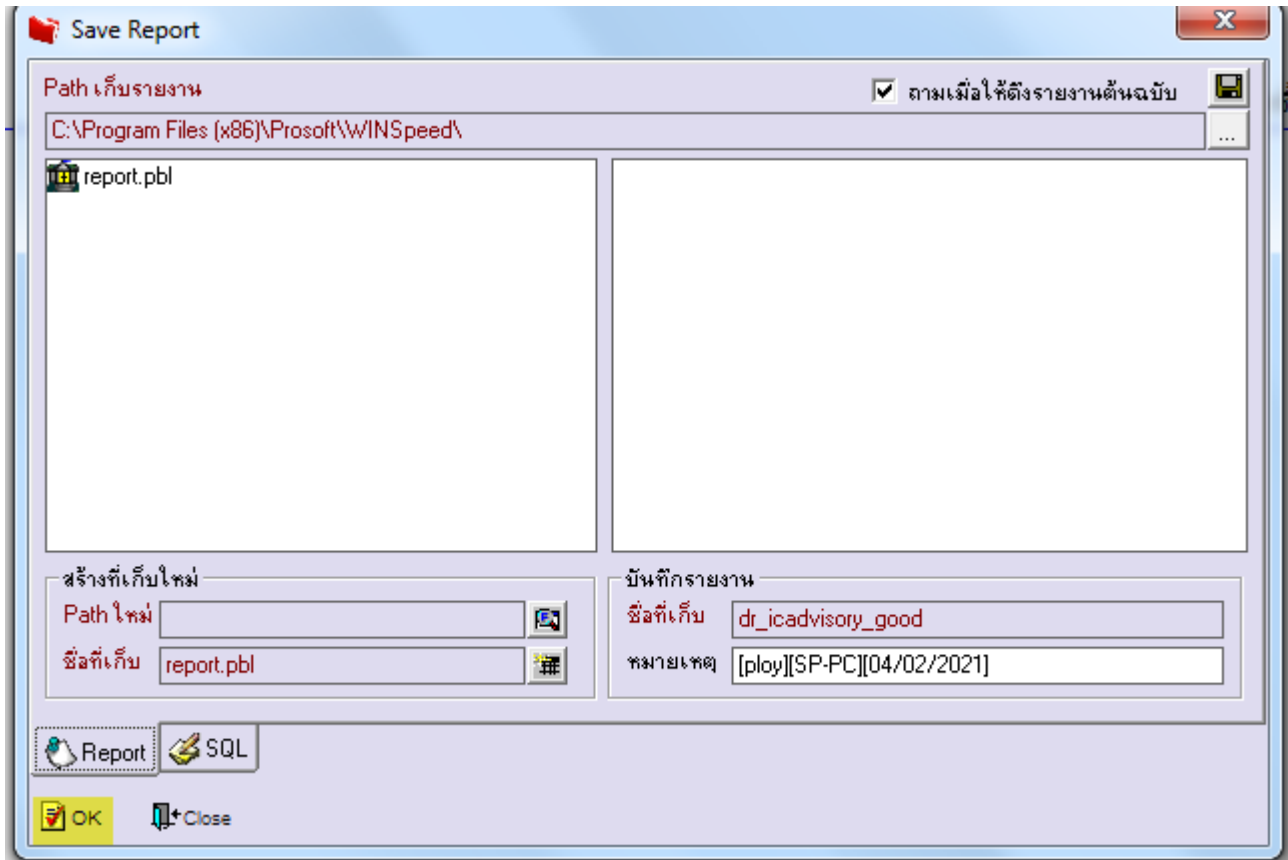 Save Report
Path เก็บรายงาน
ถามเมื่อให้ดึงรายงานต้นฉบับ
C:\Program Files (x86)\Prosoft\WINSpeed\
...
report.pbl
สร้างที่เก็บใหม่
Path ใหม่
ชื่อที่เก็บ report.pbl
บันทึกรายงาน
ชื่อที่เก็บ dr_icadvisory_good
หมายเหตุ [ploy][SP-PC][04/02/2021]
Report SQL
OK Close